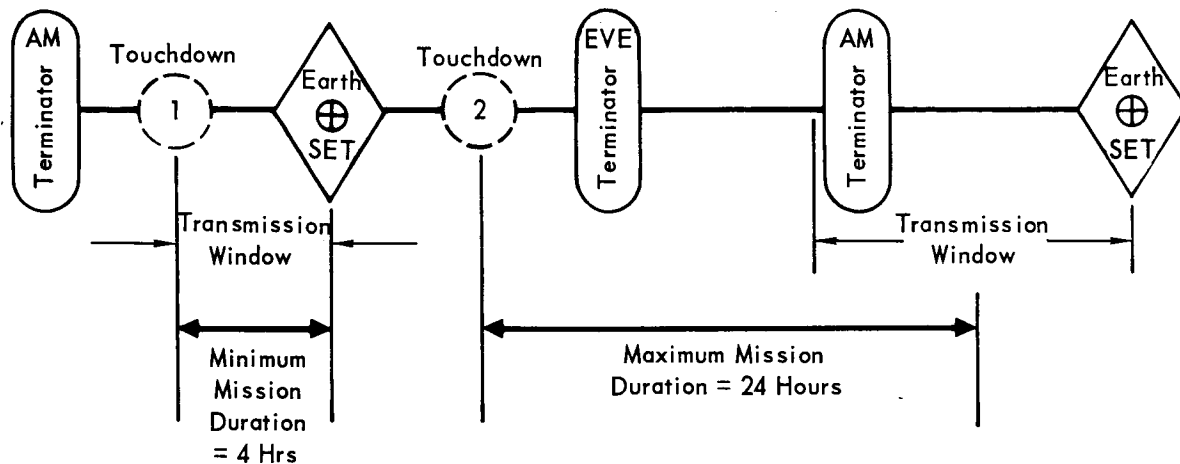 AM
Terminator
Touchdown
1
Earth
SET
Touchdown
2
EVE
Terminator
AM
Terminator
Earth
SET
Transmission
Window
Transmission
Window
Minimum
Mission
Duration
= 4 Hrs
Maximum Mission
Duration = 24 Hours